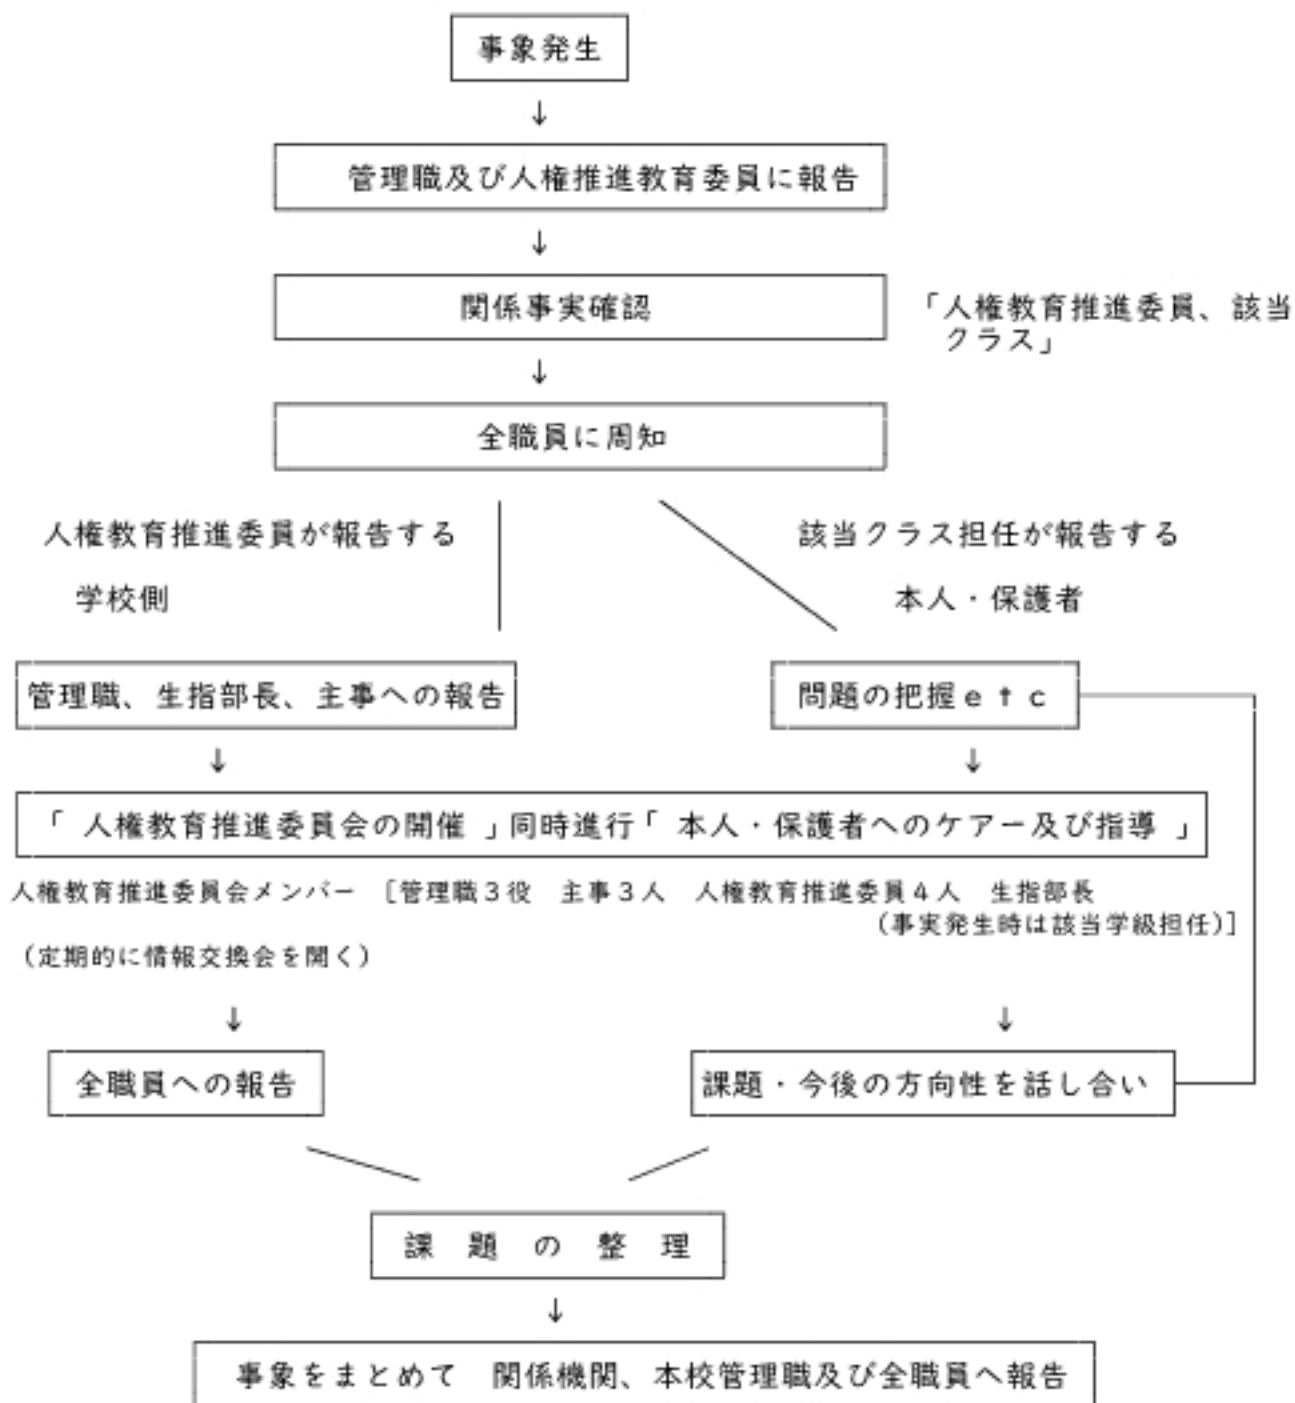 事象発生
↓
管理職及び人権推進教育委員に報告
↓
関係事実確認
「人権教育推進委員、該当
クラス」
↓
全職員に周知
人権教育推進委員が報告する
該当クラス担任が報告する
学校側
本人・保護者
管理職、生指部長、主事への報告
問題の把握ｅｔｃ
↓ ↓
「 人権教育推進委員会の開催 」同時進行「 本人・保護者へのケアー及び指導 」
人権教育推進委員会メンバー　［管理職３役　主事３人　人権教育推進委員４人　生指部長
(事実発生時は該当学級担任)］
（定期的に情報交換会を開く）
↓ ↓
全職員への報告
課題・今後の方向性を話し合い
課　題　の　整　理
↓
事象をまとめて　関係機関、本校管理職及び全職員へ報告